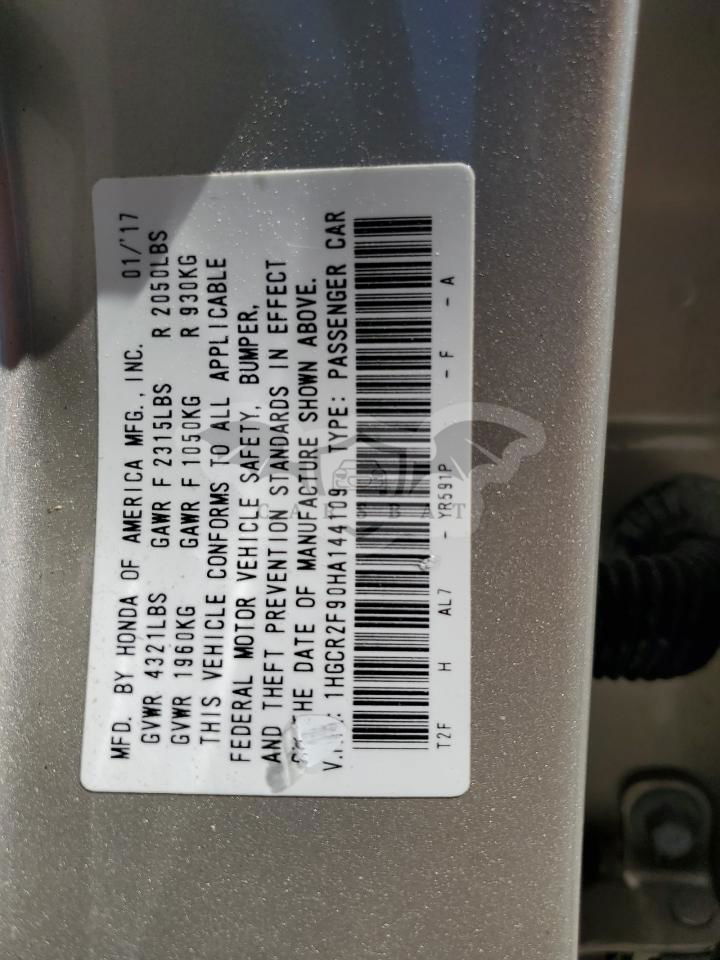 MFD. BY HONDA OF AMERICA MFG., INC. 01/'17
GVWR 4321LBS GAWR F 2315LBS R 2050LBS
GVWR 1960KG GAWR F 1050KG R 930KG
THIS VEHICLE CONFORMS TO ALL APPLICABLE
FEDERAL MOTOR VEHICLE SAFETY, BUMPER,
AND THEFT PREVENTION STANDARDS IN EFFECT
THE DATE OF MANUFACTURE SHOWN ABOVE.
1HGCR2F90HA144109 TYPE: PASSENGER CAR
T2F H AL7 - YR591P - F - A
CARSBAT